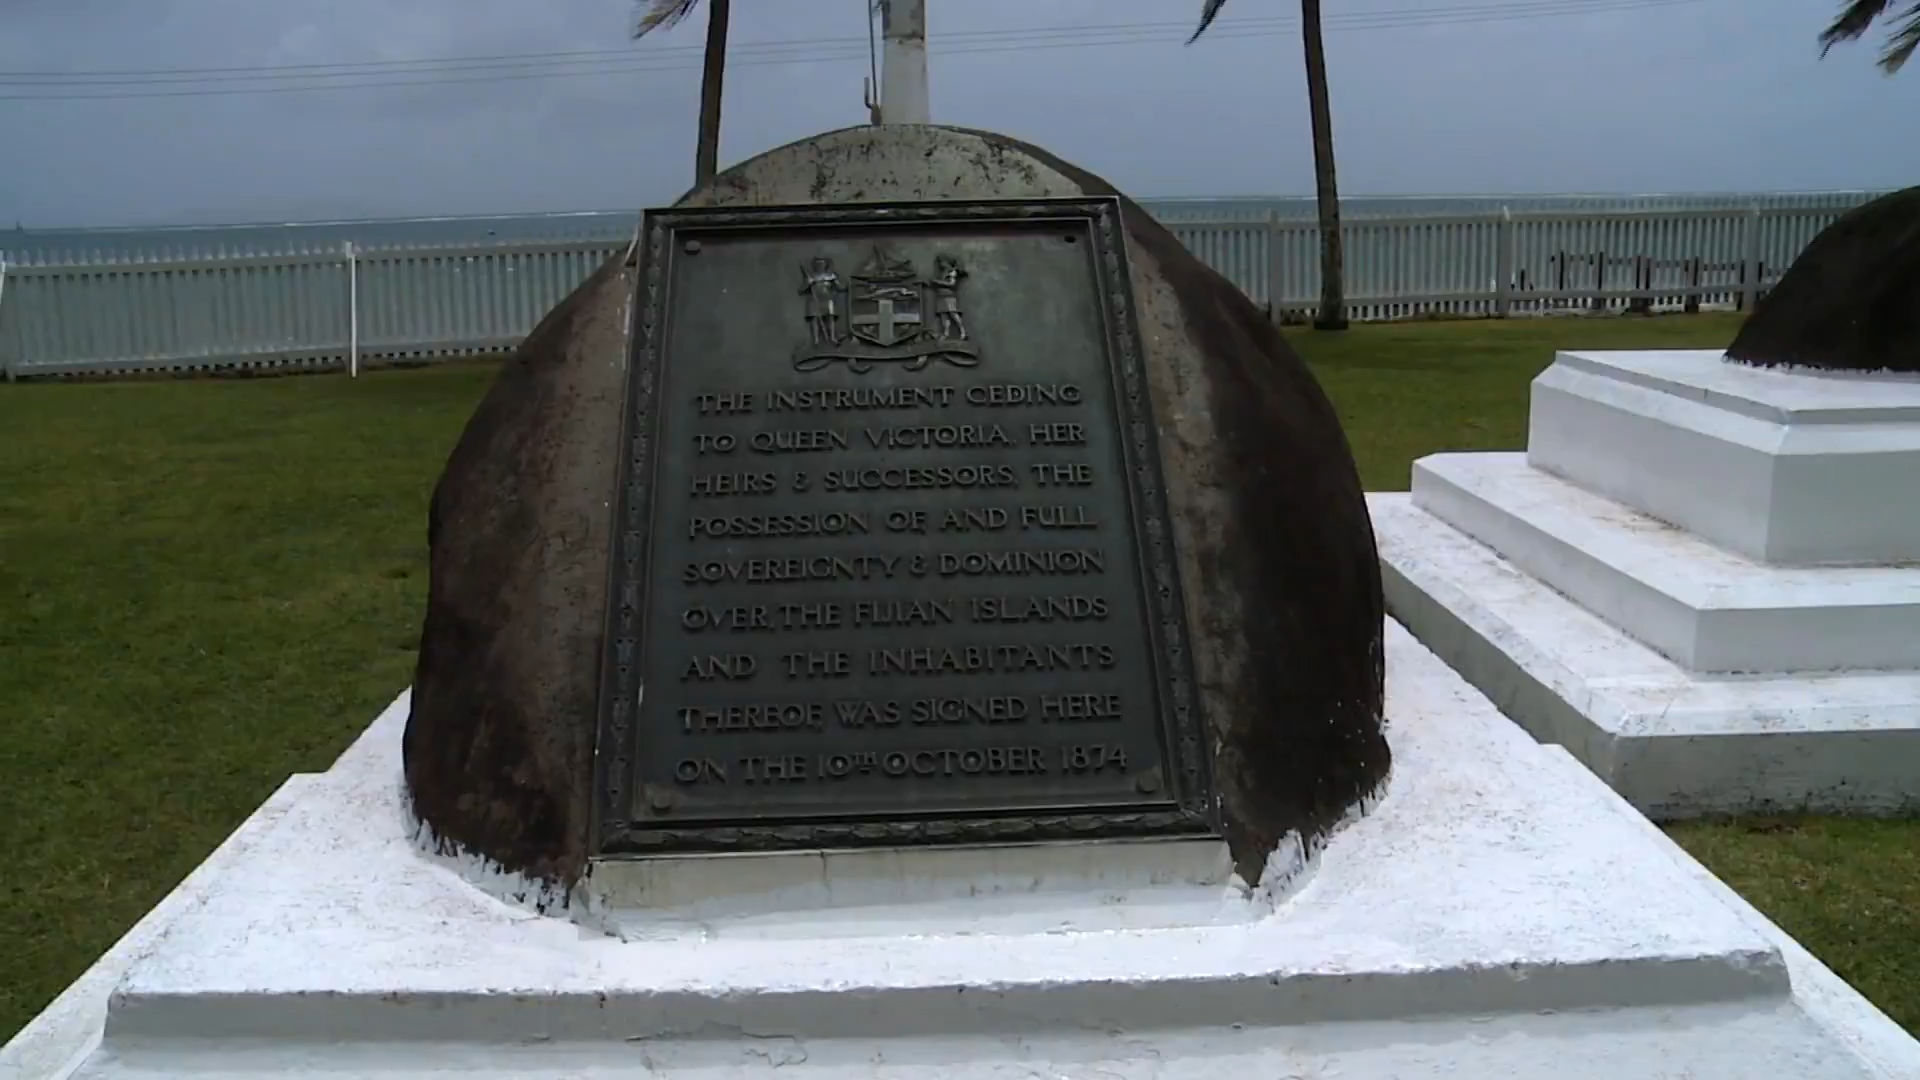 THE INSTRUMENT CEDING
TO QUEEN VICTORIA, HER
HEIRS & SUCCESSORS, THE
POSSESSION OF, AND FULL
SOVEREIGNTY & DOMINION
OVER, THE FIJIAN ISLANDS
AND THE INHABITANTS
THEREOF, WAS SIGNED HERE
ON THE 10TH OCTOBER 1874